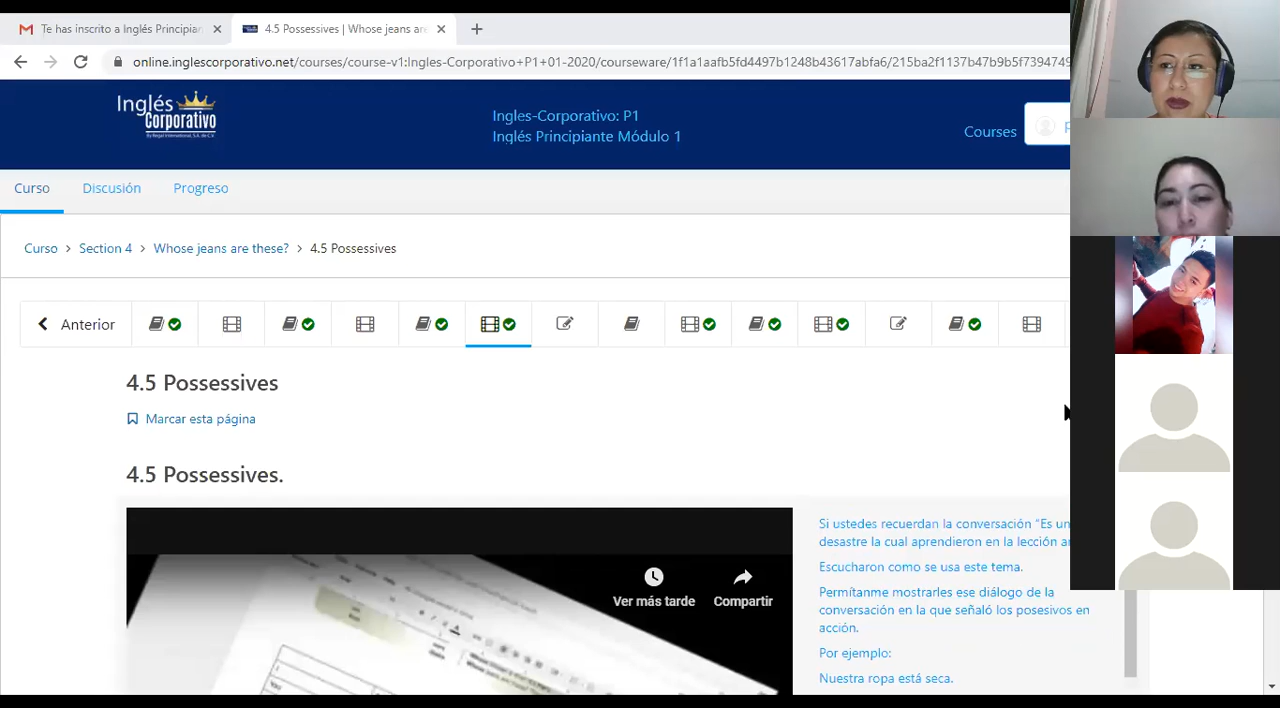 Te has inscrito a Inglés Principian
4.5 Possessives | Whose jeans are
online.inglescorporativo.net/courses/course-v1:Ingles-Corporativo+P1+01-2020/courseware/1f1a1aafb5fd4497b1248b43617abfa6/215ba2f1137b47b9b5f7394749
Inglés
Corporativo
Ingles-Corporativo: P1
Inglés Principiante Módulo 1
Courses
Curso Discusión Progreso
Curso > Section 4 > Whose jeans are these? > 4.5 Possessives
Anterior
4.5 Possessives
Marcar esta página
4.5 Possessives.
Ver más tarde Compartir
Si ustedes recuerdan la conversación "Es un
desastre la cual aprendieron en la lección
Escucharon como se usa este tema.
Permítanme mostrarles ese diálogo de la
conversación en la que señaló los posesivos en
acción.
Por ejemplo:
Nuestra ropa está seca.